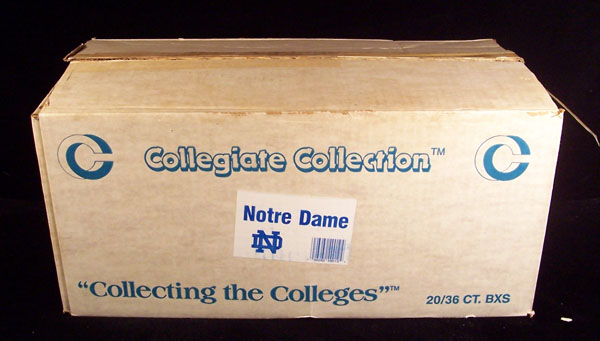 Collegiate Collection™
Notre Dame
ND
“Collecting the Colleges”™
20/36 CT. BXS